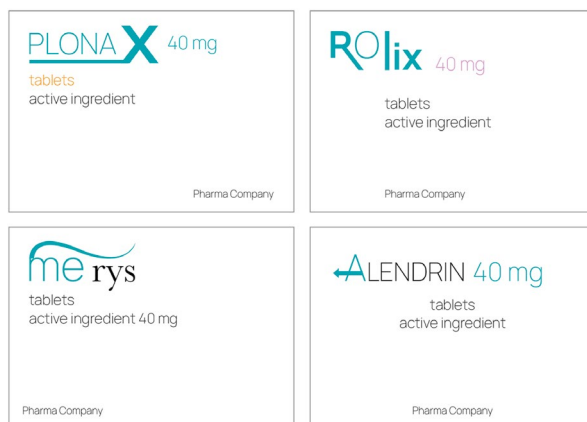 PLONAX 40 mg
tablets
active ingredient
Pharma Company
ROlix 40 mg
tablets
active ingredient
Pharma Company
merys
tablets
active ingredient 40 mg
Pharma Company
ALENDRIN 40 mg
tablets
active ingredient
Pharma Company